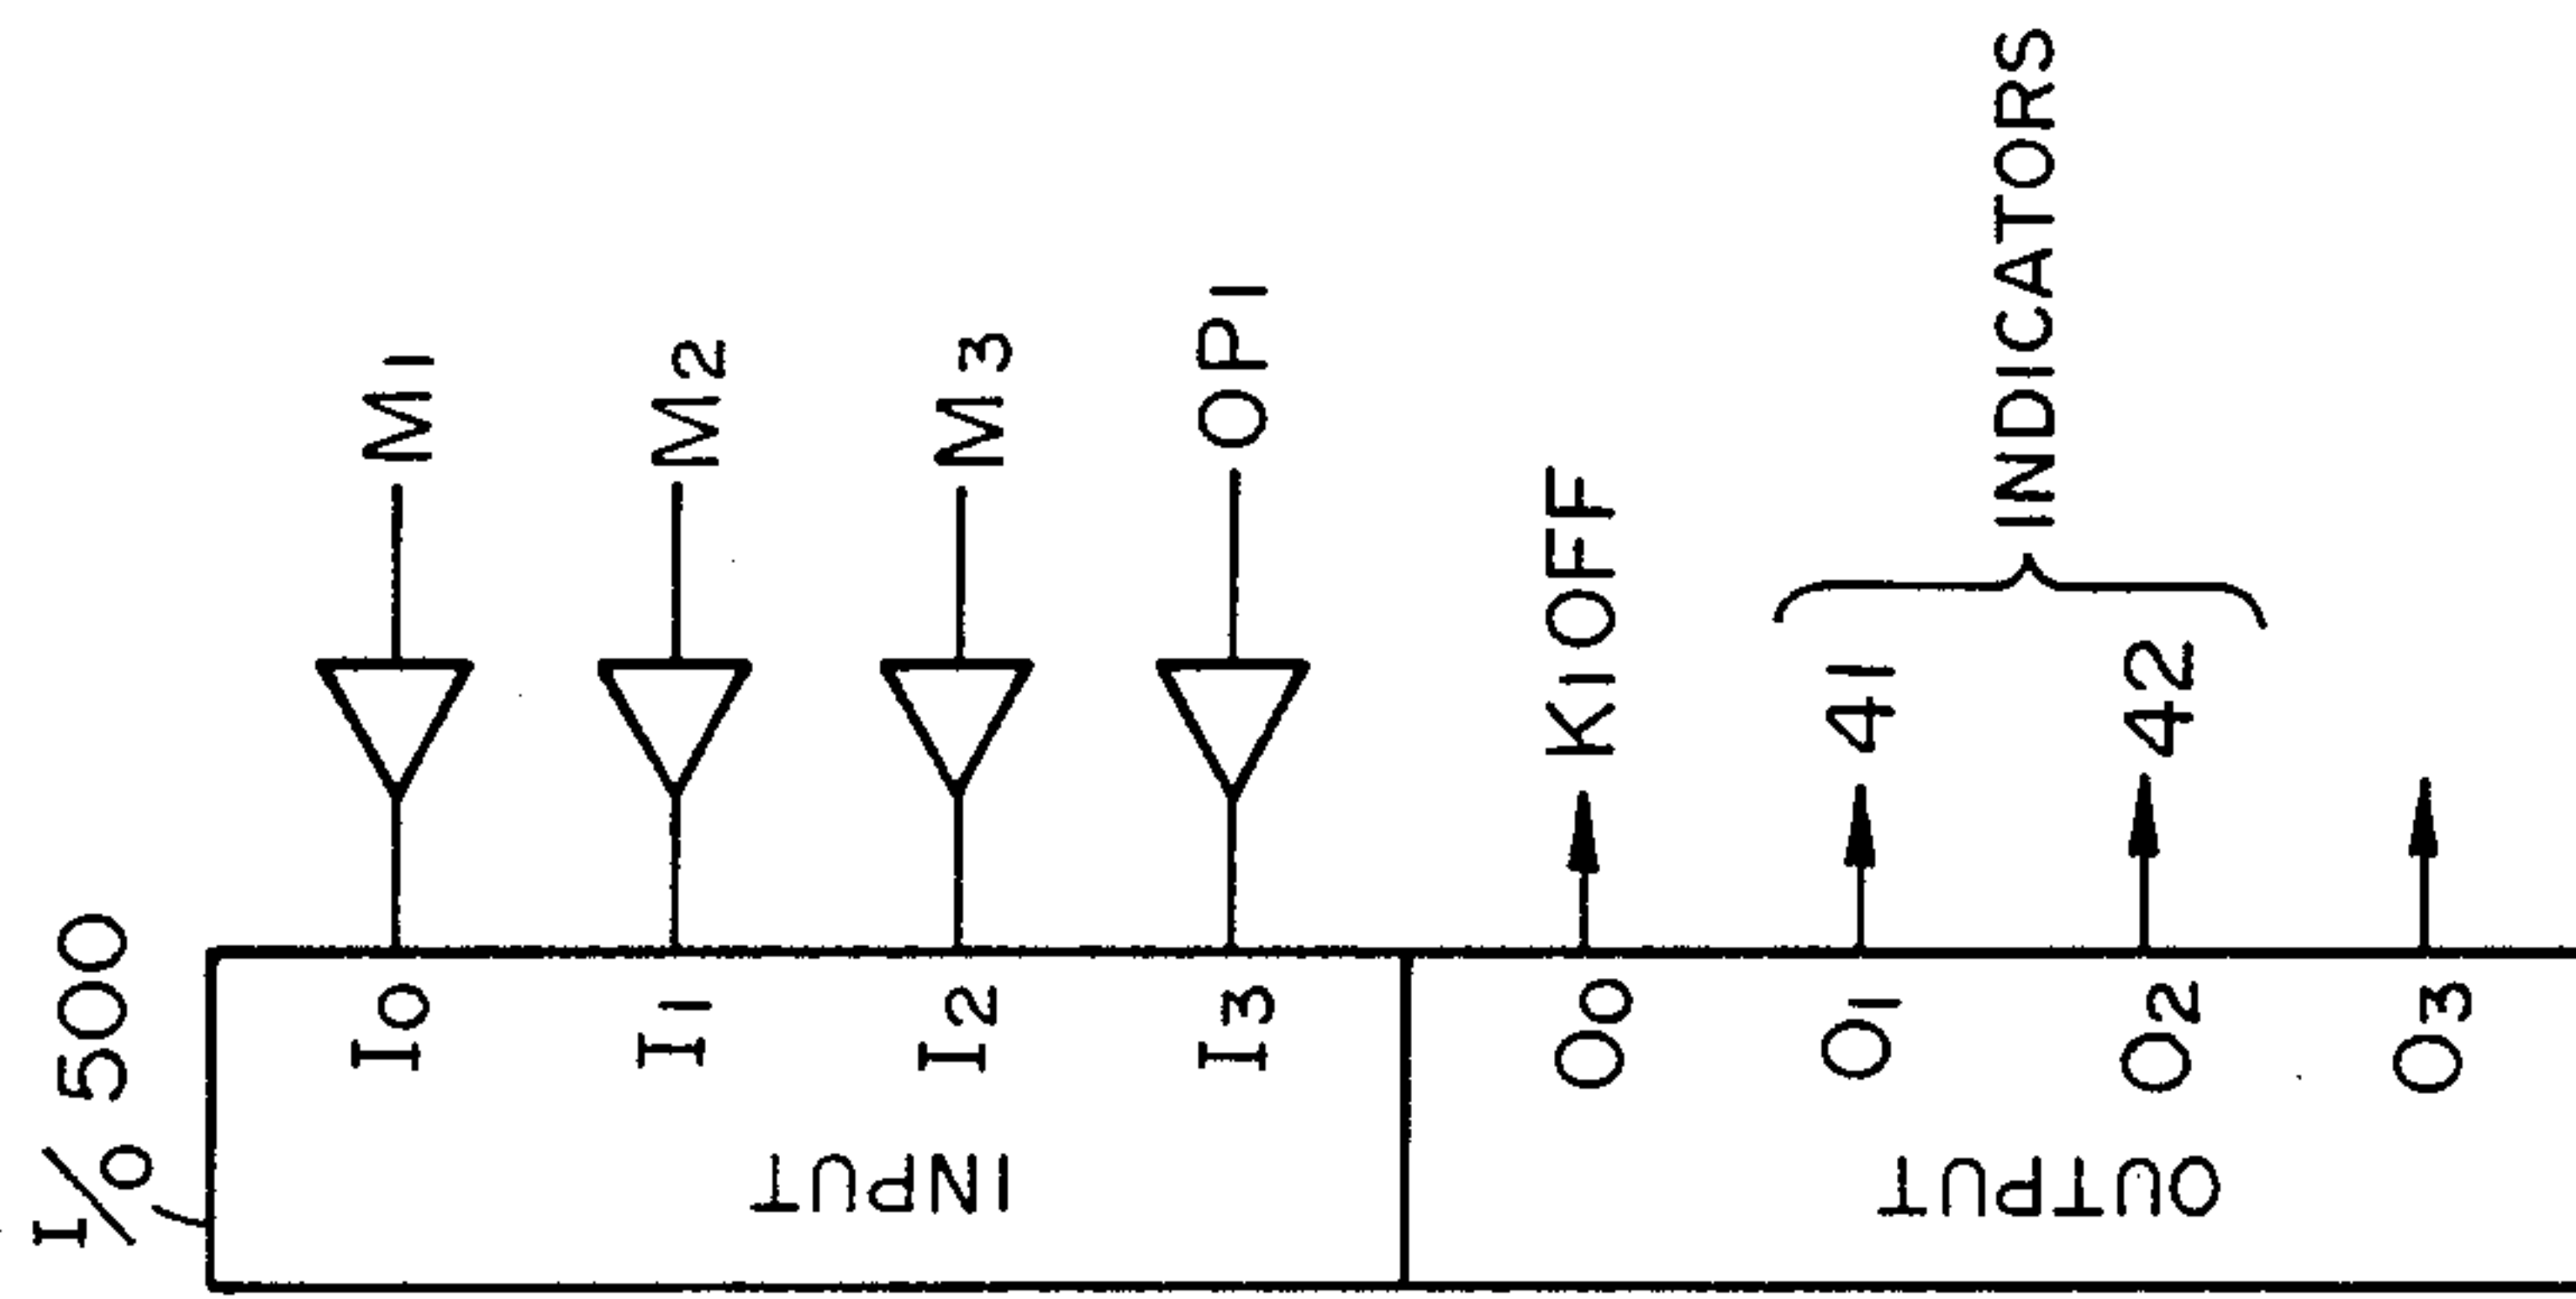 I/O 500
INPUT
I0
M1
I1
M2
I2
M3
I3
OP1
OUTPUT
O0
K1OFF
O1
41
O2
42
INDICATORS
O3